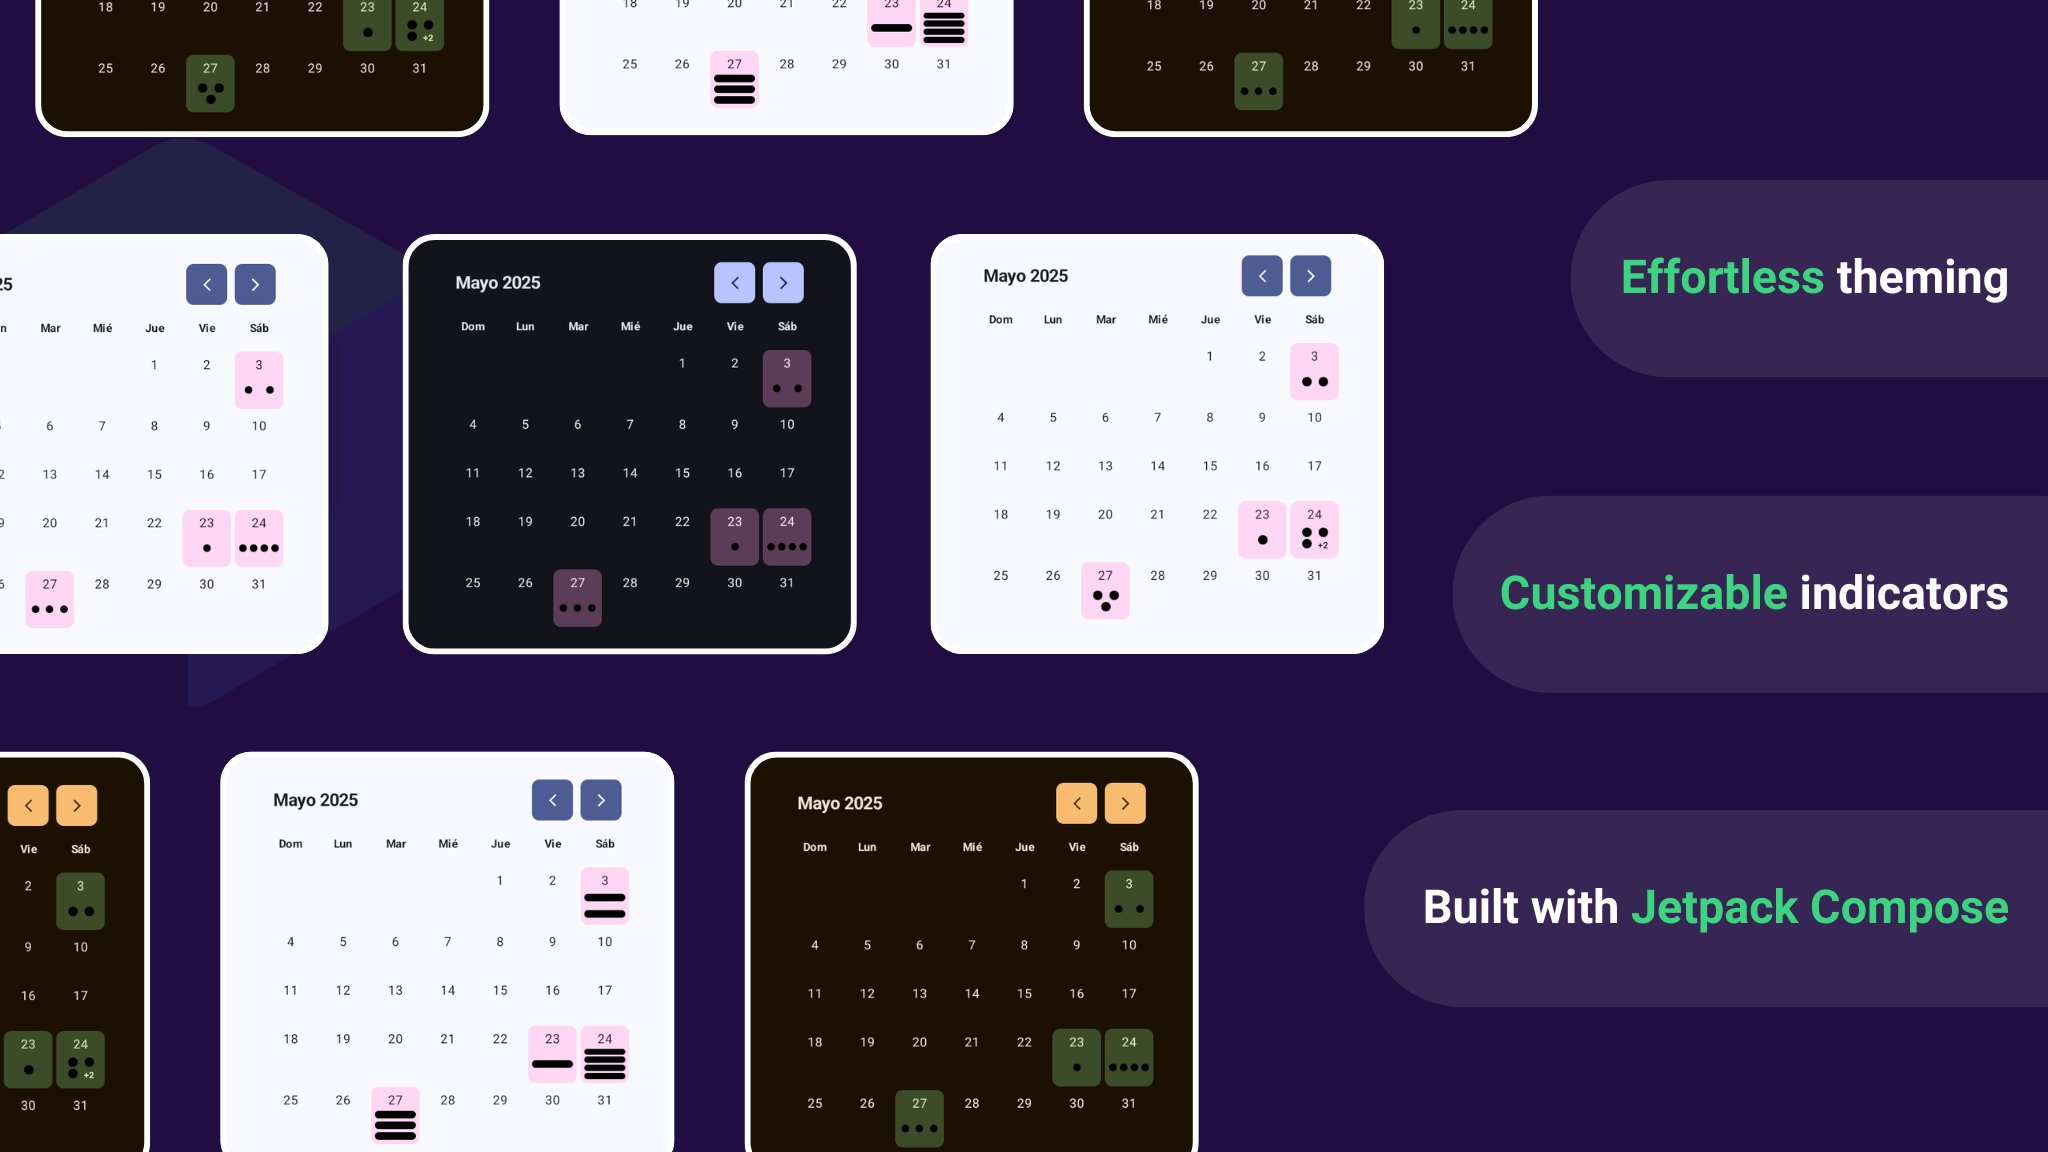 18 19 20 21 22 23 24
+2
25 26 27 28 29 30 31
18 19 20 21 22 23 24
25 26 27 28 29 30 31
18 19 20 21 22 23 24
25 26 27 28 29 30 31
Effortless theming
Customizable indicators
Built with Jetpack Compose
25
n Mar Mié Jue Vie Sáb
1 2 3
6 7 8 9 10
2 13 14 15 16 17
9 20 21 22 23 24
6 27 28 29 30 31
Mayo 2025
Dom Lun Mar Mié Jue Vie Sáb
1 2 3
4 5 6 7 8 9 10
11 12 13 14 15 16 17
18 19 20 21 22 23 24
25 26 27 28 29 30 31
Mayo 2025
Dom Lun Mar Mié Jue Vie Sáb
1 2 3
4 5 6 7 8 9 10
11 12 13 14 15 16 17
18 19 20 21 22 23 24
+2
25 26 27 28 29 30 31
Vie Sáb
2 3
9 10
16 17
23 24
+2
30 31
Mayo 2025
Dom Lun Mar Mié Jue Vie Sáb
1 2 3
4 5 6 7 8 9 10
11 12 13 14 15 16 17
18 19 20 21 22 23 24
25 26 27 28 29 30 31
Mayo 2025
Dom Lun Mar Mié Jue Vie Sáb
1 2 3
4 5 6 7 8 9 10
11 12 13 14 15 16 17
18 19 20 21 22 23 24
25 26 27 28 29 30 31